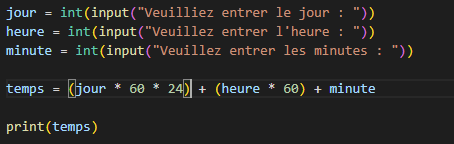 jour = int(input("Veuilliez entrer le jour : "))
heure = int(input("Veuillez entrer l'heure : "))
minute = int(input("Veuillez entrer les minutes : "))
temps = (jour * 60 * 24) + (heure * 60) + minute
print(temps)